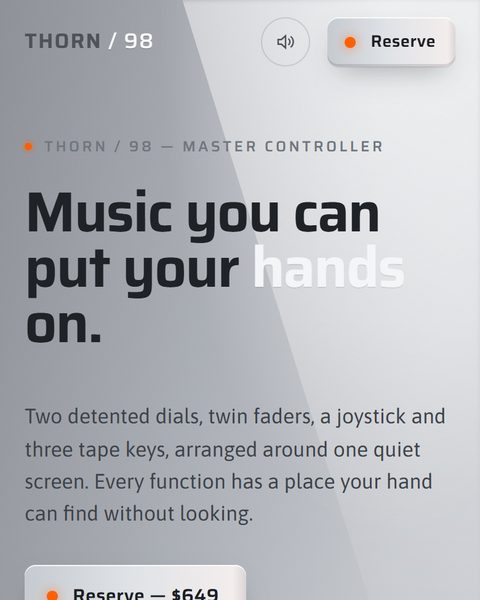 THORN / 98
Reserve
THORN / 98 — MASTER CONTROLLER
Music you can
put your hands
on.
Two detented dials, twin faders, a joystick and
three tape keys, arranged around one quiet
screen. Every function has a place your hand
can find without looking.
Reserve — $649